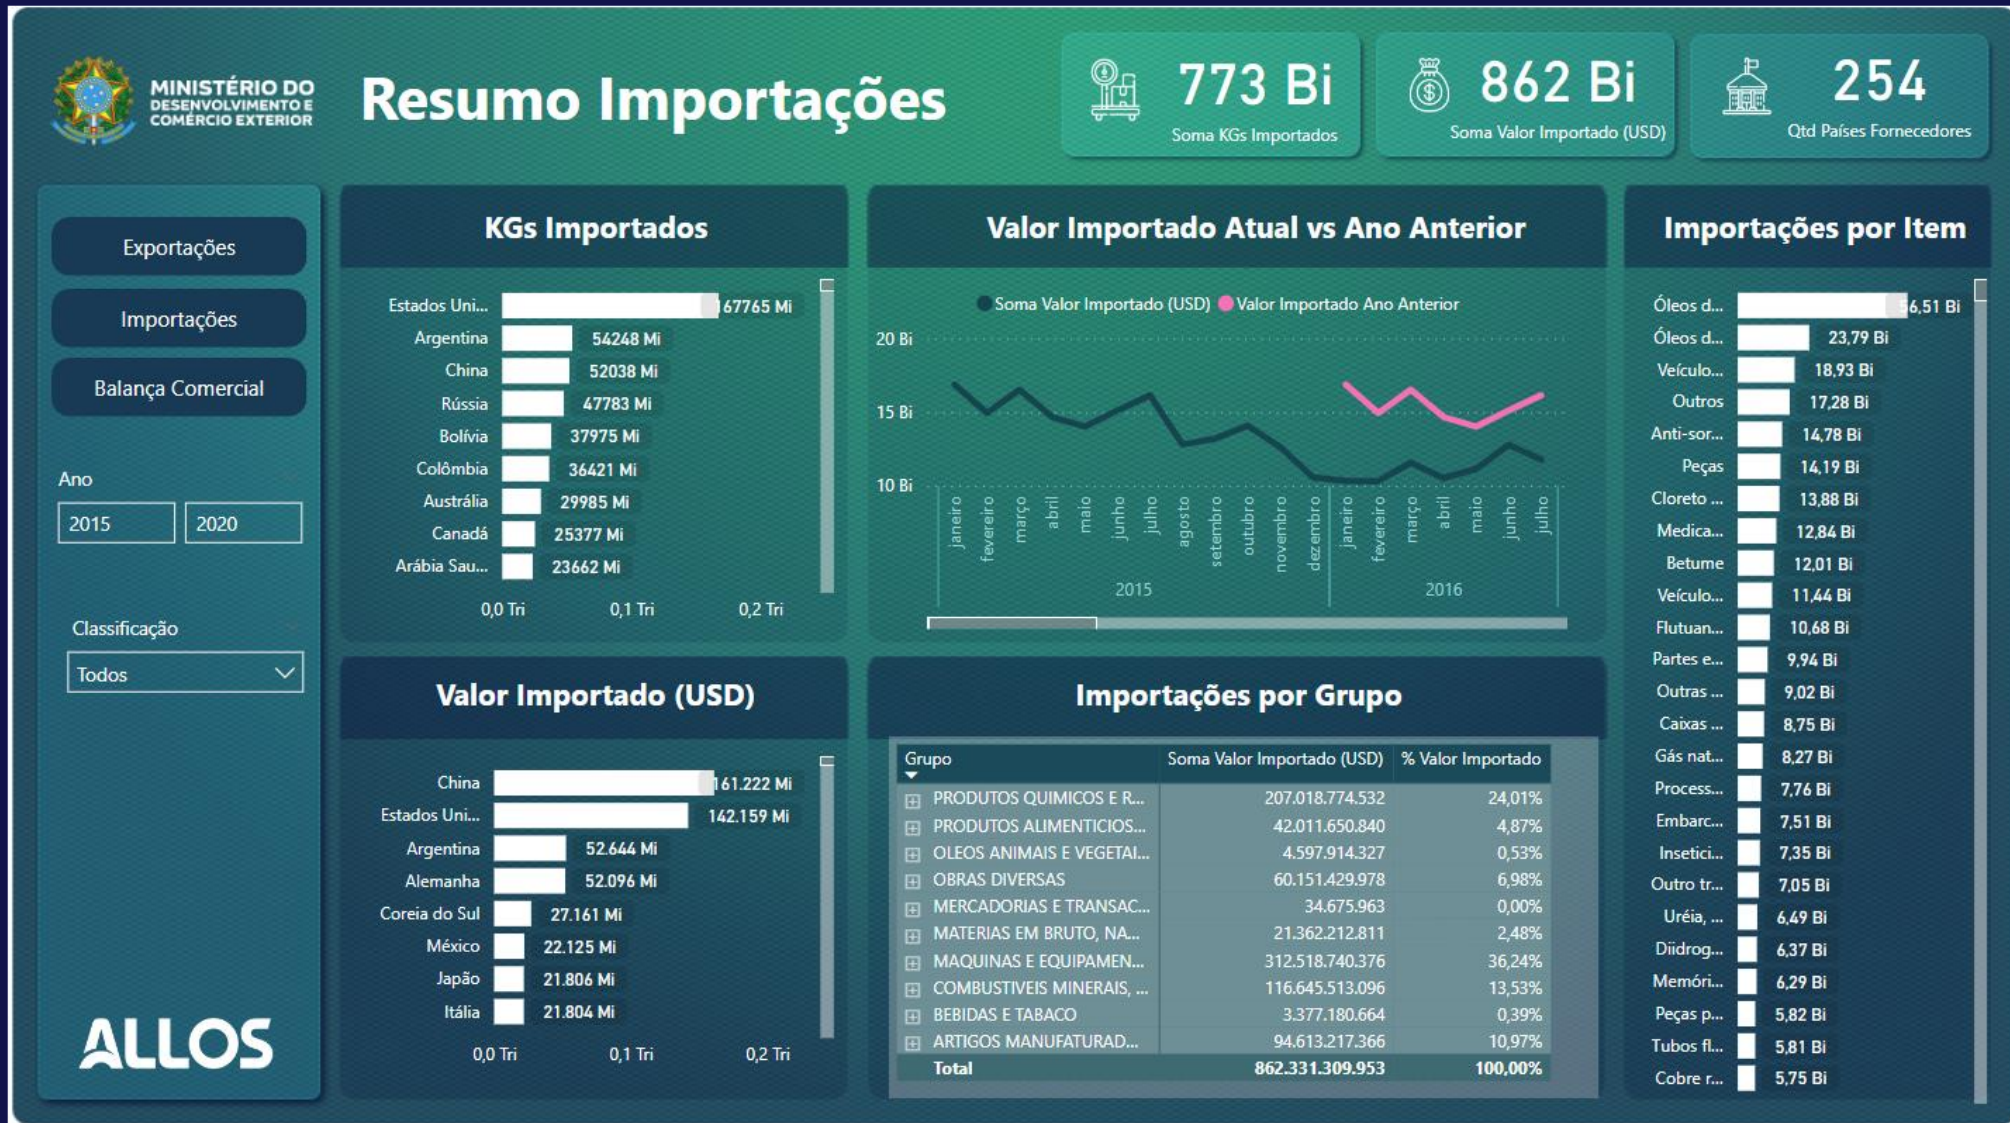 MINISTÉRIO DO
DESENVOLVIMENTO E
COMÉRCIO EXTERIOR
Resumo Importações
773 Bi
Soma KGs Importados
862 Bi
Soma Valor Importado (USD)
254
Qtd Países Fornecedores
Exportações
Importações
Balança Comercial
Ano
2015 2020
Classificação
Todos
ALLOS
KGs Importados
Estados Uni... 167765 Mi
Argentina 54248 Mi
China 52038 Mi
Rússia 47783 Mi
Bolívia 37975 Mi
Colômbia 36421 Mi
Austrália 29985 Mi
Canadá 25377 Mi
Arábia Sau... 23662 Mi
0,0 Tri 0,1 Tri 0,2 Tri
Valor Importado (USD)
China 161.222 Mi
Estados Uni... 142.159 Mi
Argentina 52.644 Mi
Alemanha 52.096 Mi
Coreia do Sul 27.161 Mi
México 22.125 Mi
Japão 21.806 Mi
Itália 21.804 Mi
0,0 Tri 0,1 Tri 0,2 Tri
Valor Importado Atual vs Ano Anterior
Soma Valor Importado (USD) Valor Importado Ano Anterior
20 Bi
15 Bi
10 Bi
janeiro fevereiro março abril maio junho julho agosto setembro outubro novembro dezembro janeiro fevereiro março abril maio junho julho
2015 2016
Importações por Grupo
Grupo Soma Valor Importado (USD) % Valor Importado
PRODUTOS QUIMICOS E R... 207.018.774.532 24,01%
PRODUTOS ALIMENTICIOS... 42.011.650.840 4,87%
OLEOS ANIMAIS E VEGETAI... 4.597.914.327 0,53%
OBRAS DIVERSAS 60.151.429.978 6,98%
MERCADORIAS E TRANSAC... 34.675.963 0,00%
MATERIAS EM BRUTO, NA... 21.362.212.811 2,48%
MAQUINAS E EQUIPAMEN... 312.518.740.376 36,24%
COMBUSTIVEIS MINERAIS, ... 116.645.513.096 13,53%
BEBIDAS E TABACO 3.377.180.664 0,39%
ARTIGOS MANUFATURAD... 94.613.217.366 10,97%
Total 862.331.309.953 100,00%
Importações por Item
Óleos d... 56,51 Bi
Óleos d... 23,79 Bi
Veículo... 18,93 Bi
Outros 17,28 Bi
Anti-sor... 14,78 Bi
Peças 14,19 Bi
Cloreto ... 13,88 Bi
Medica... 12,84 Bi
Betume 12,01 Bi
Veículo... 11,44 Bi
Flutuan... 10,68 Bi
Partes e... 9,94 Bi
Outras ... 9,02 Bi
Caixas ... 8,75 Bi
Gás nat... 8,27 Bi
Process... 7,76 Bi
Embarc... 7,51 Bi
Insetici... 7,35 Bi
Outro tr... 7,05 Bi
Uréia, ... 6,49 Bi
Diidrog... 6,37 Bi
Memóri... 6,29 Bi
Peças p... 5,82 Bi
Tubos fl... 5,81 Bi
Cobre r... 5,75 Bi